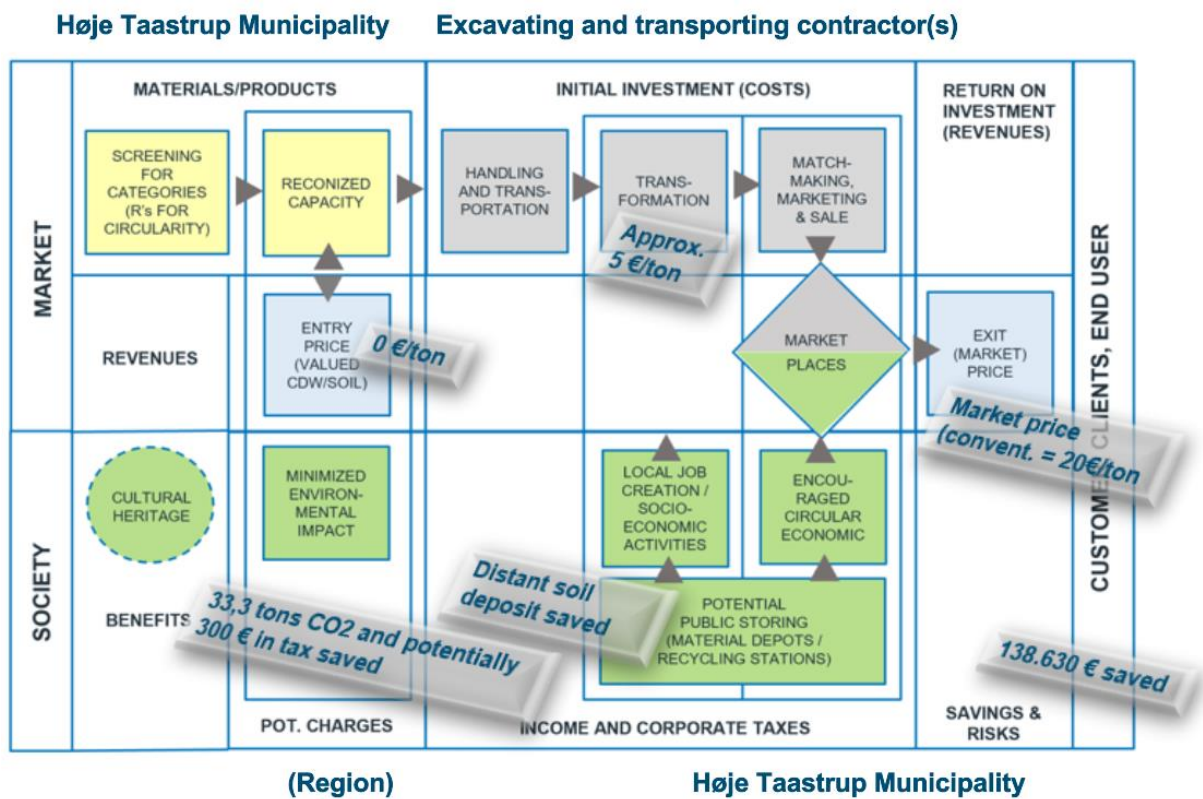 Høje Taastrup Municipality
Excavating and transporting contractor(s)
MATERIALS/PRODUCTS
INITIAL INVESTMENT (COSTS)
RETURN ON
INVESTMENT
(REVENUES)
MARKET
SCREENING
FOR
CATEGORIES
(R's FOR
CIRCULARITY)
RECONIZED
CAPACITY
HANDLING
AND TRANS-
PORTATION
TRANS-
FORMATION
MATCH-
MAKING,
MARKETING
& SALE
Approx.
5 €/ton
REVENUES
ENTRY
PRICE
(VALUED
CDW/SOIL)
0 €/ton
MARKET
PLACES
EXIT
(MARKET)
PRICE
Market price
(convent. = 20€/ton
CUSTOME CLIENTS, END USER
SOCIETY
CULTURAL
HERITAGE
MINIMIZED
ENVIRON-
MENTAL
IMPACT
LOCAL JOB
CREATION /
SOCIO-
ECONOMIC
ACTIVITIES
ENCOU-
RAGED
CIRCULAR
ECONOMIC
BENEFITS
33,3 tons CO2 and potentially
300 € in tax saved
Distant soil
deposit saved
POTENTIAL
PUBLIC STORING
(MATERIAL DEPOTS /
RECYCLING STATIONS)
138.630 € saved
POT. CHARGES
INCOME AND CORPORATE TAXES
SAVINGS &
RISKS
(Region)
Høje Taastrup Municipality